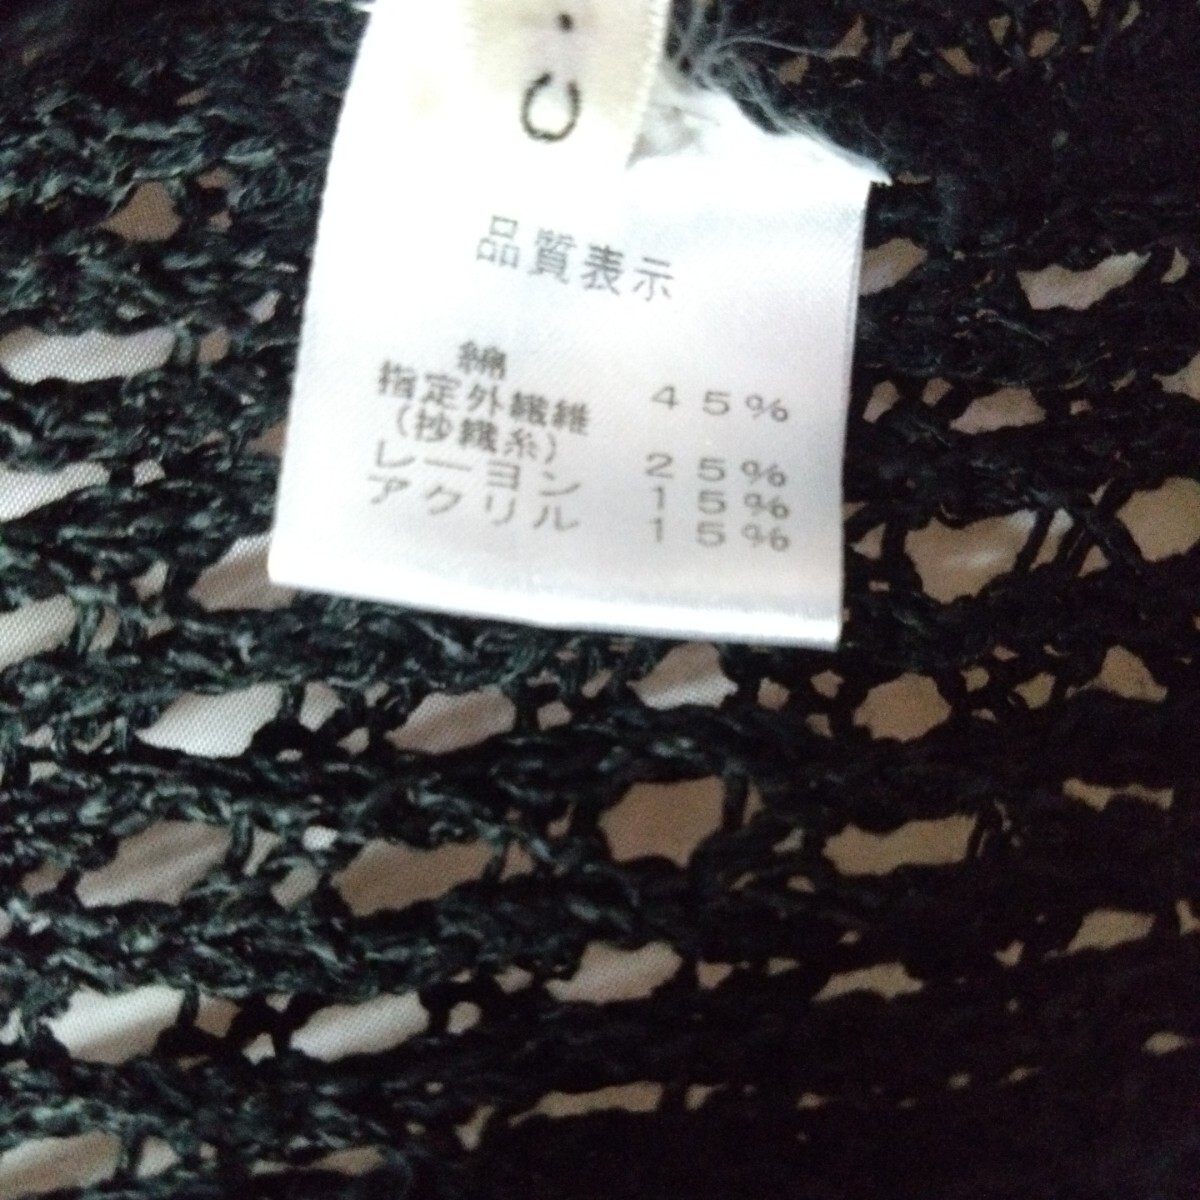 品質表示
綿 45%
指定外繊維
(抄繊糸) 25%
レーヨン 15%
アクリル 15%